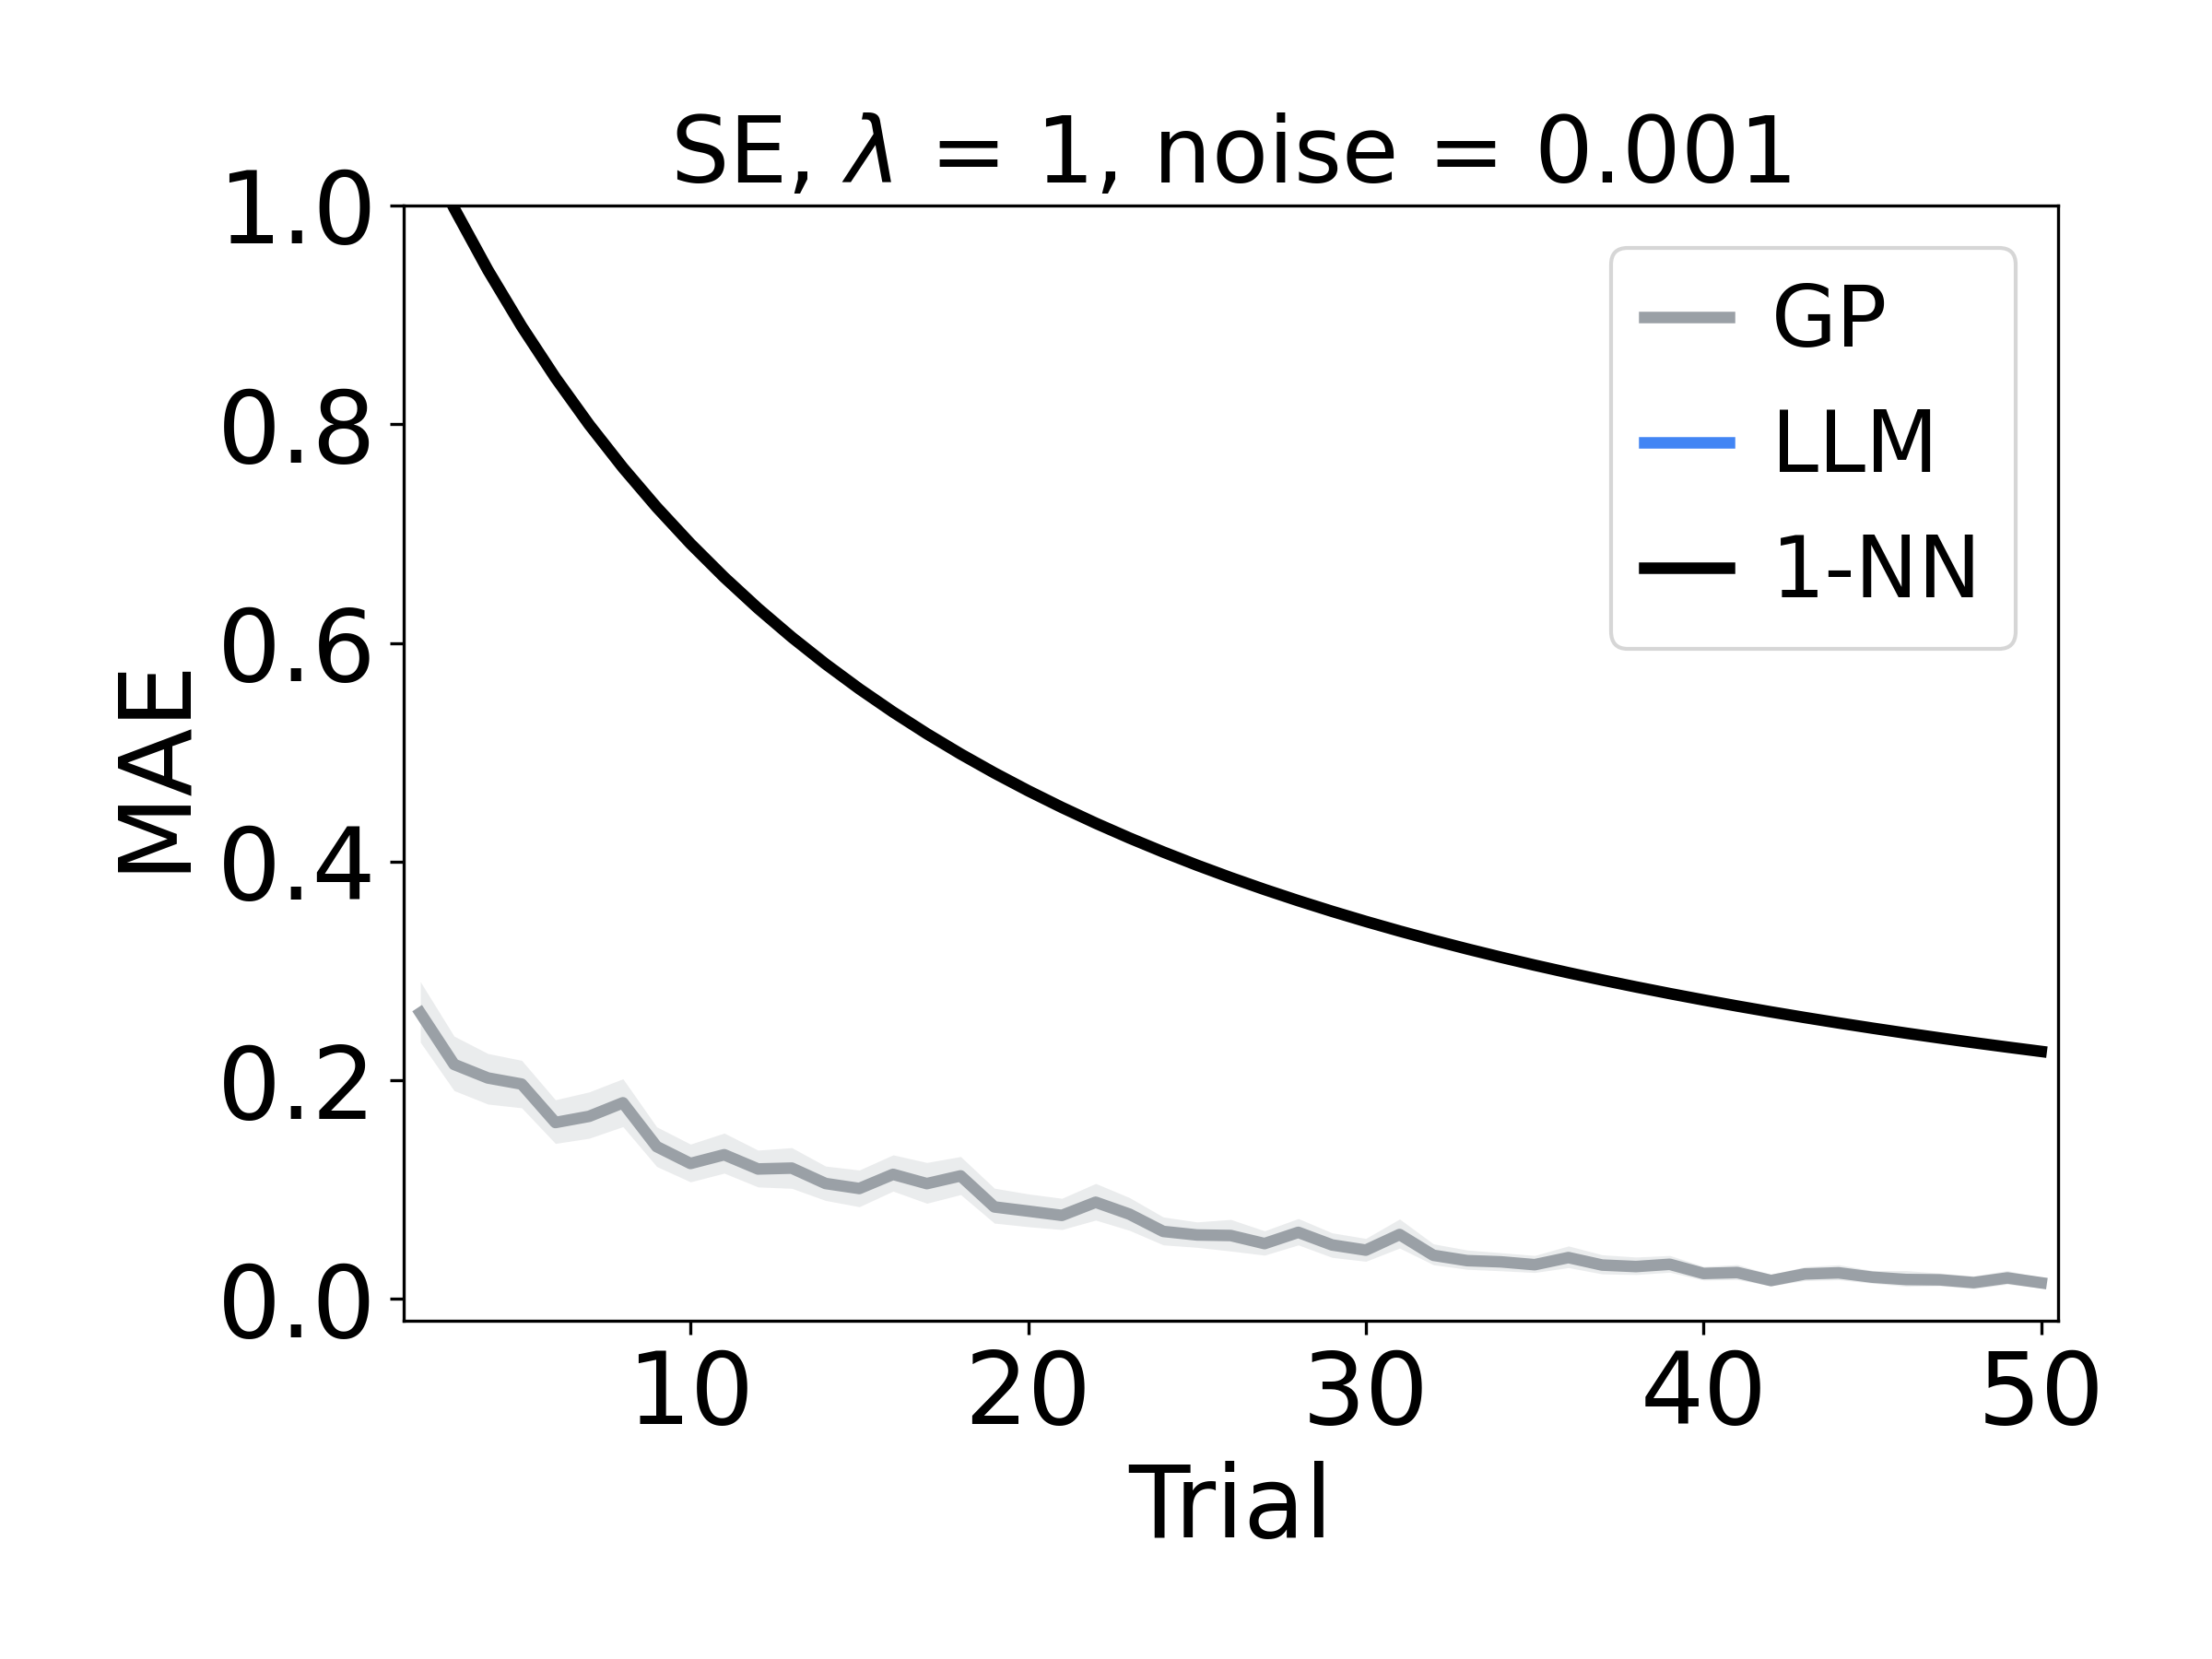 SE, λ = 1, noise = 0.001
1.0
0.8
0.6
0.4
0.2
0.0
MAE
GP
LLM
1-NN
10 20 30 40 50
Trial